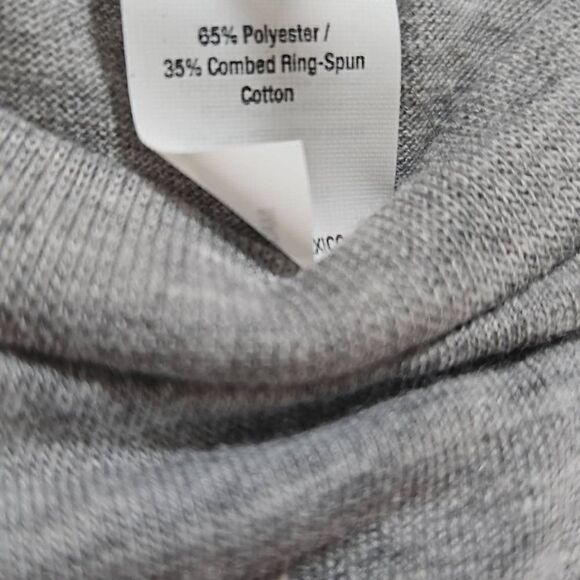 65% Polyester /
35% Combed Ring-Spun
Cotton